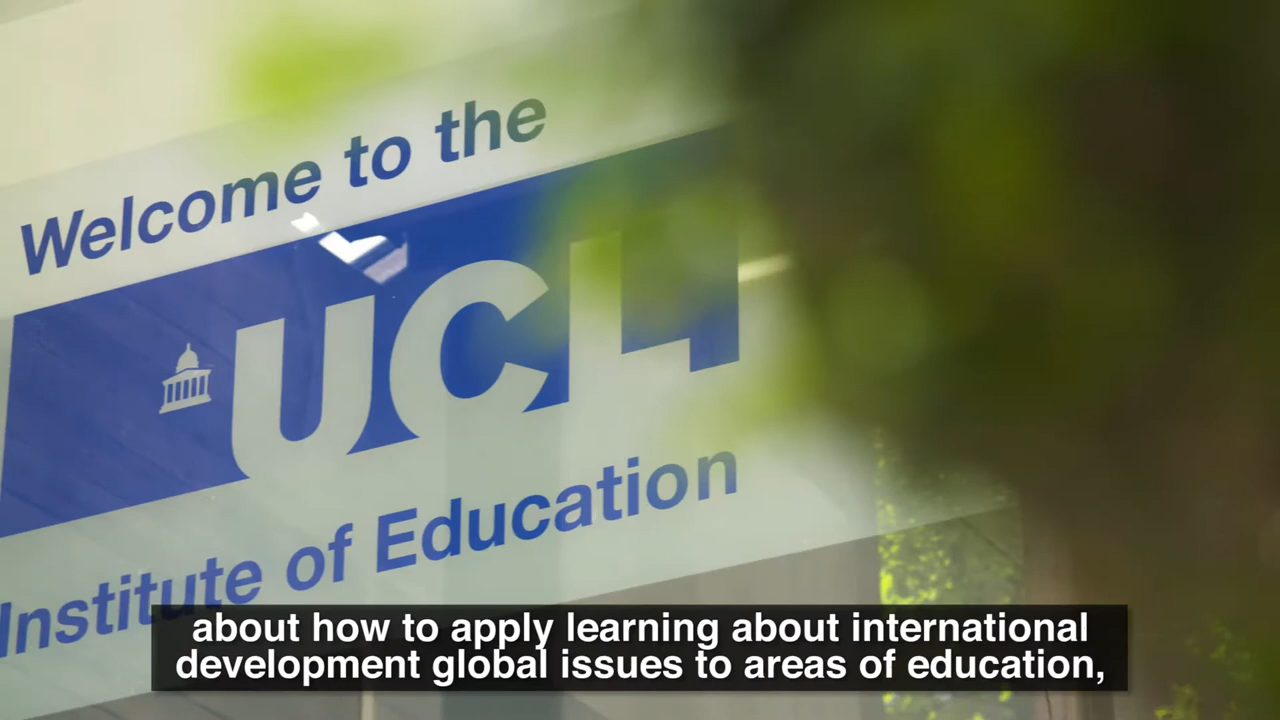 Welcome to the
UCL
Institute of Education
about how to apply learning about international
development global issues to areas of education,